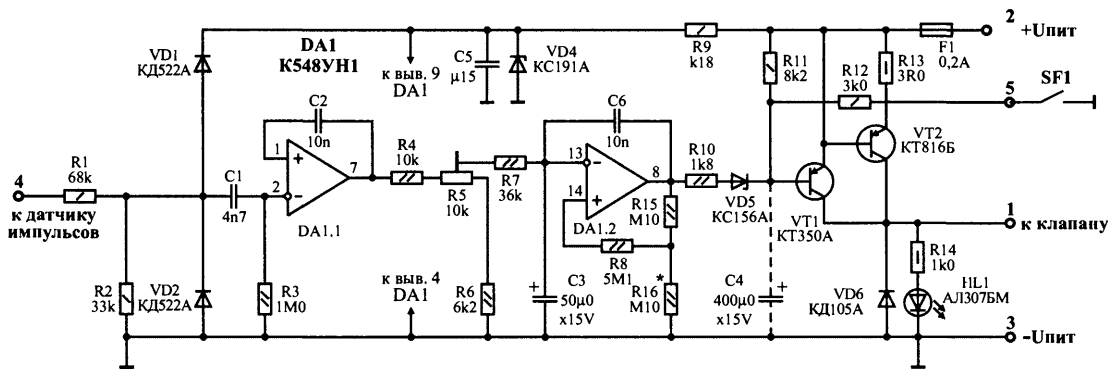 DA1
К548УН1
VD1
КД522А
к выв. 9
DA1
C5
µ15
VD4
КС191А
R9
k18
R11
8k2
F1
0,2A
2
+Uпит
R13
3R0
R12
3k0
5
SF1
C2
10n
C6
10n
VT2
КТ816Б
R1
68k
4
к датчику
импульсов
C1
4n7
1
2
7
DA1.1
R4
10k
R5
10k
R7
36k
13
14
8
DA1.2
R10
1k8
VD5
КС156А
VT1
КТ350А
1
к клапану
R15
M10
R8
5M1
*
R16
M10
R14
1k0
HL1
АЛ307БМ
R2
33k
VD2
КД522А
R3
1M0
к выв. 4
DA1
R6
6k2
+
C3
50µ0
x15V
C4
400µ0
x15V
+
VD6
КД105А
3
-Uпит